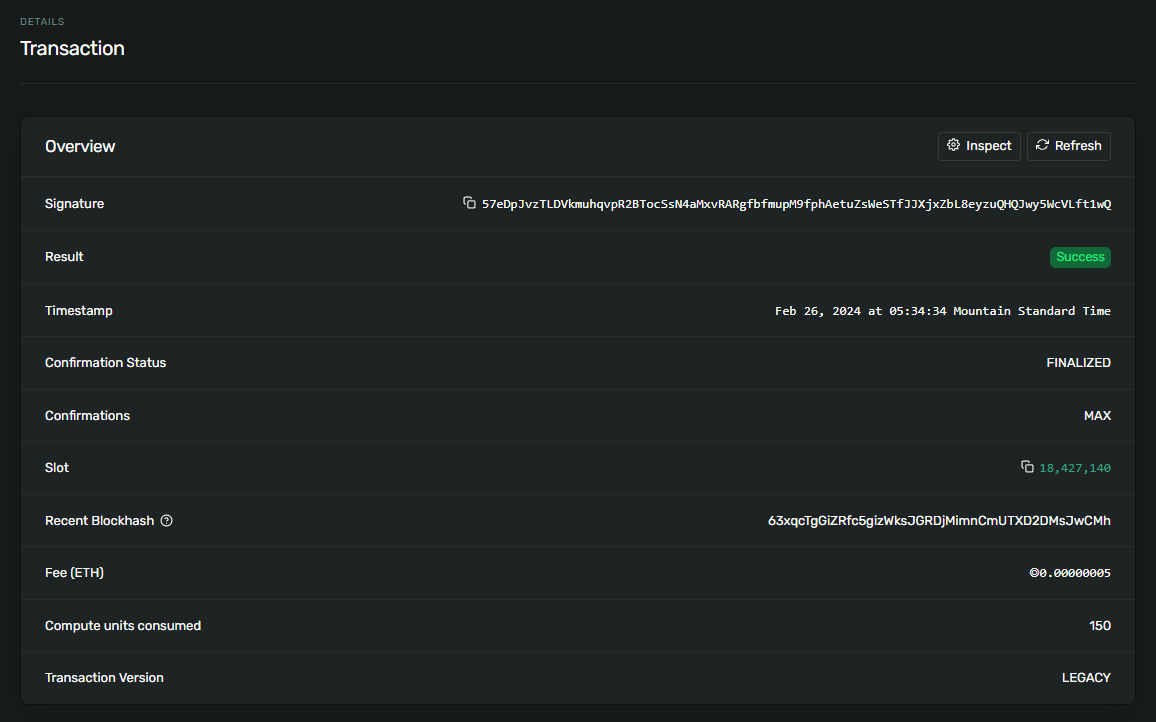 DETAILS
Transaction
Overview
Inspect
Refresh
Signature
57eDpJvzTLDVkmuhqvpR2BTocSsN4aMxvRARgfbfmupM9fphAetuZsWeSTfJJXjxZbL8eyzuQHQJwy5WcVLft1wQ
Result
Success
Timestamp
Feb 26, 2024 at 05:34:34 Mountain Standard Time
Confirmation Status
FINALIZED
Confirmations
MAX
Slot
18,427,140
Recent Blockhash
63xqcTgGiZRfc5gizWksJGRDjMimnCmUTXD2DMsJwCMh
Fee (ETH)
◎0.00000005
Compute units consumed
150
Transaction Version
LEGACY